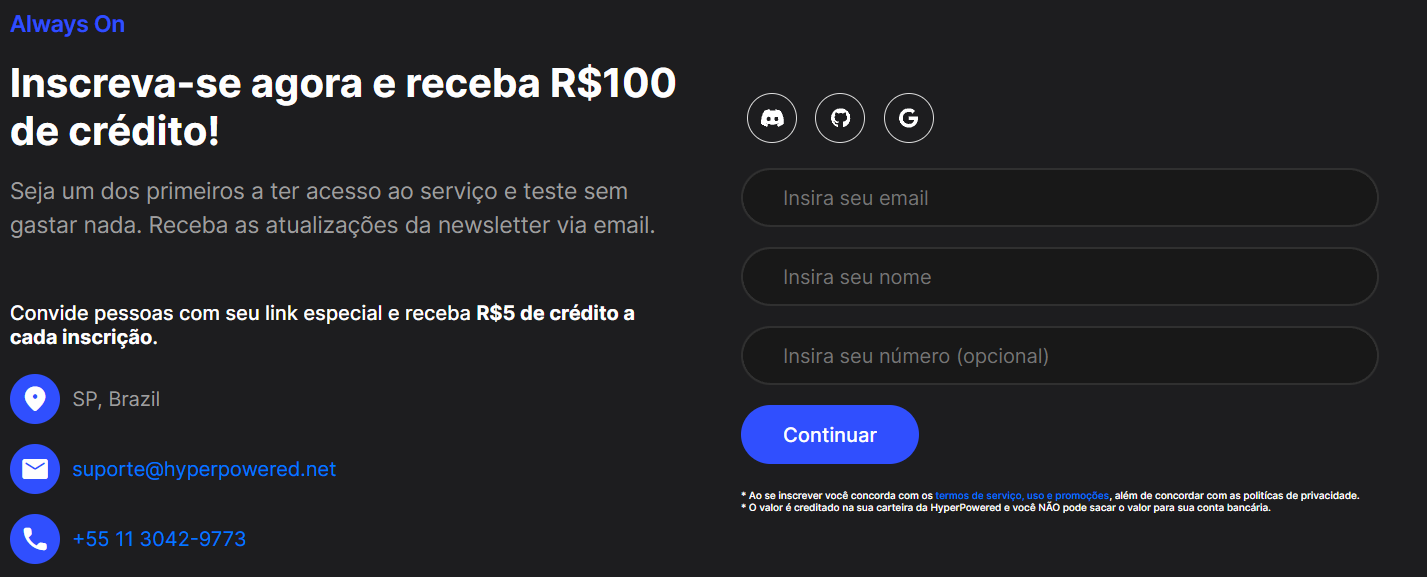 Always On
Inscreva-se agora e receba R$100
de crédito!
Seja um dos primeiros a ter acesso ao serviço e teste sem
gastar nada. Receba as atualizações da newsletter via email.
Convide pessoas com seu link especial e receba R$5 de crédito a
cada inscrição.
SP, Brazil
suporte@hyperpowered.net
+55 11 3042-9773
Insira seu email
Insira seu nome
Insira seu número (opcional)
Continuar
* Ao se inscrever você concorda com os termos de serviço, uso e promoções, além de concordar com as politícas de privacidade.
* O valor é creditado na sua carteira da HyperPowered e você NÃO pode sacar o valor para sua conta bancária.